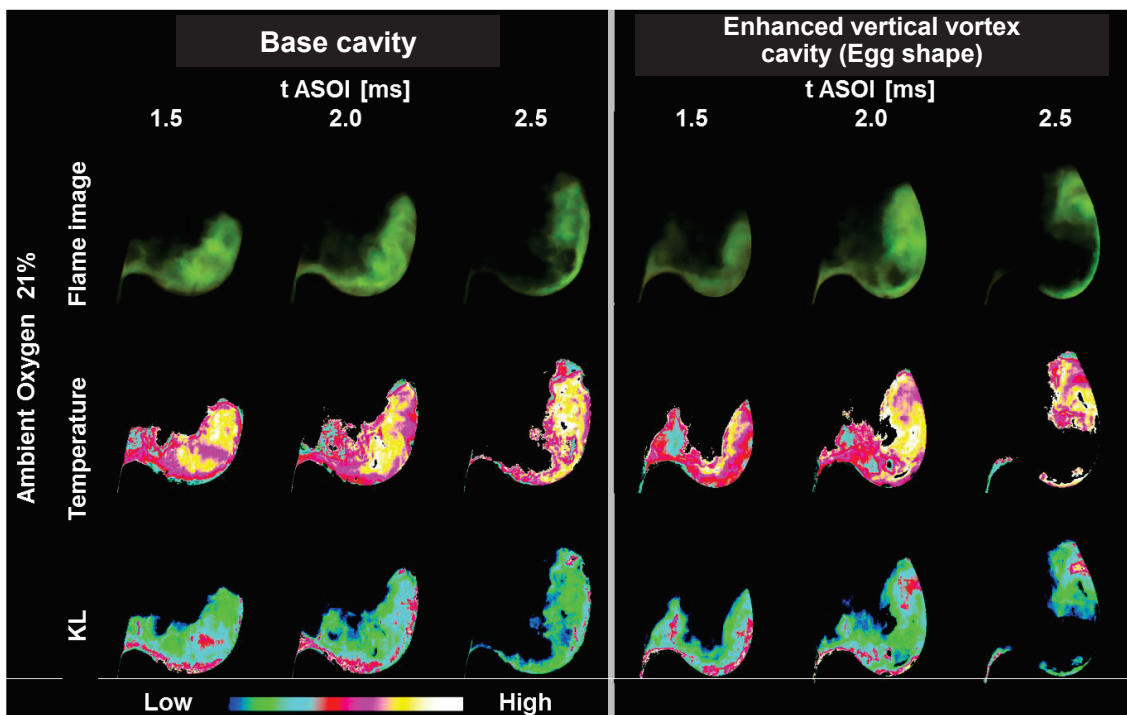 Base cavity
Enhanced vertical vortex
cavity (Egg shape)
t ASOI [ms]
t ASOI [ms]
1.5
2.0
2.5
1.5
2.0
2.5
Ambient Oxygen 21%
Flame image
Temperature
KL
Low
High